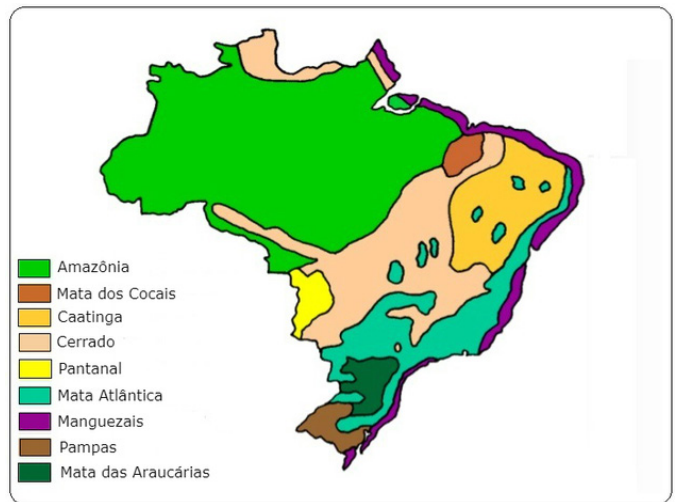 Amazônia
Mata dos Cocais
Caatinga
Cerrado
Pantanal
Mata Atlântica
Manguezais
Pampas
Mata das Araucárias